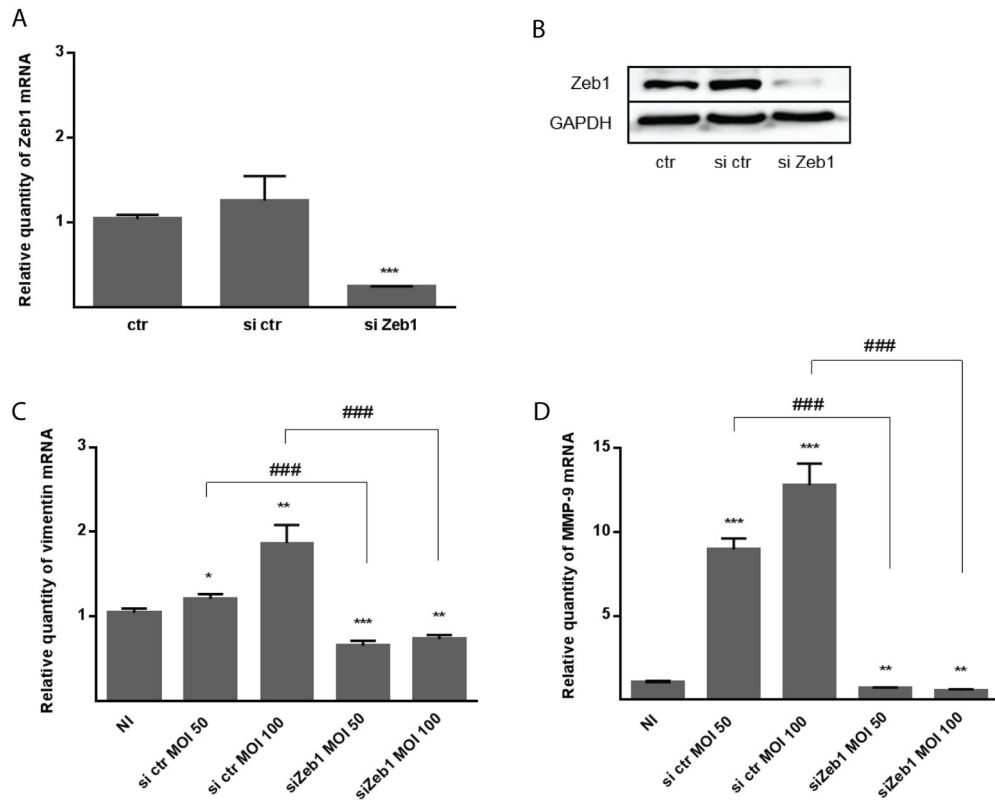 A
Relative quantity of Zeb1 mRNA
3
2
1
***
ctr
si ctr
si Zeb1
B
Zeb1
GAPDH
ctr
si ctr
si Zeb1
C
Relative quantity of vimentin mRNA
3
2
1
###
###
*
**
***
**
NI
si ctr MOI 50
si ctr MOI 100
siZeb1 MOI 50
siZeb1 MOI 100
D
Relative quantity of MMP-9 mRNA
15
10
5
###
###
***
***
**
**
NI
si ctr MOI 50
si ctr MOI 100
siZeb1 MOI 50
siZeb1 MOI 100